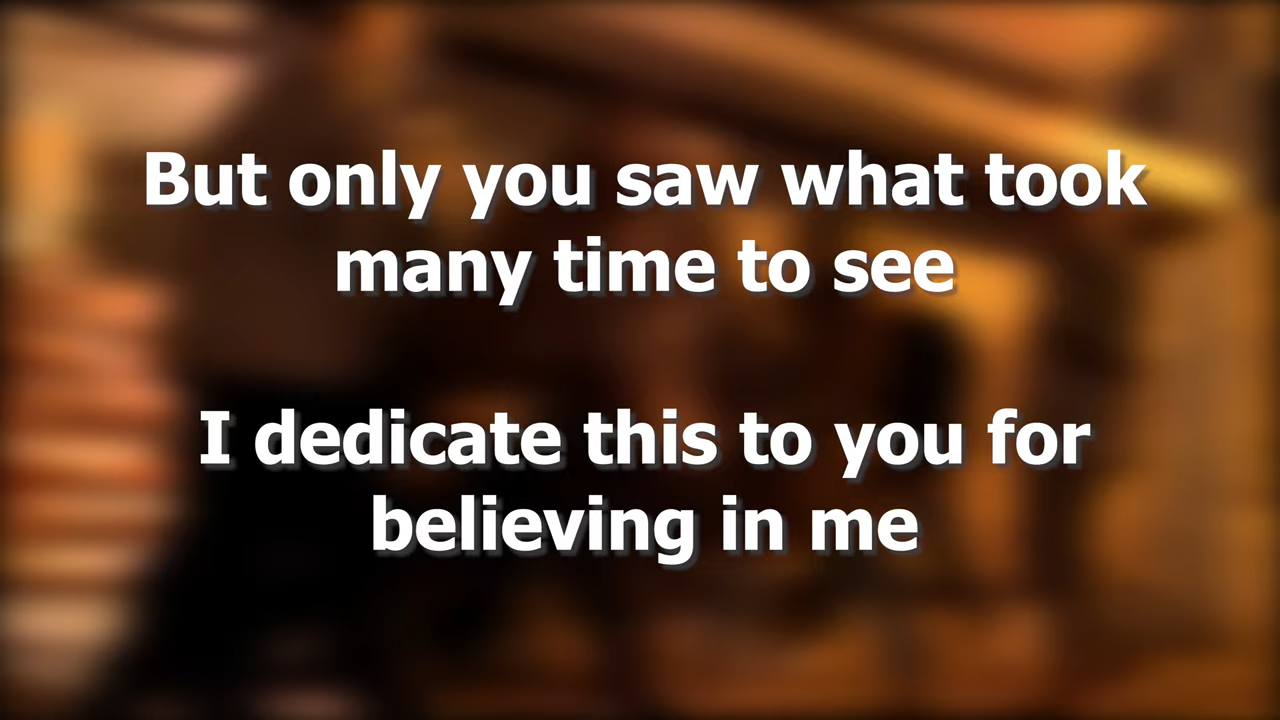 But only you saw what took
many time to see
I dedicate this to you for
believing in me